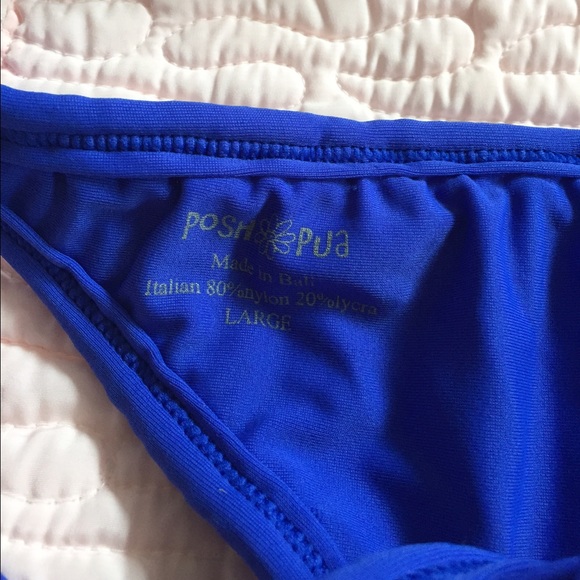 POSH PUa
Made in Bali
Italian 80%nylon 20%lycra
LARGE